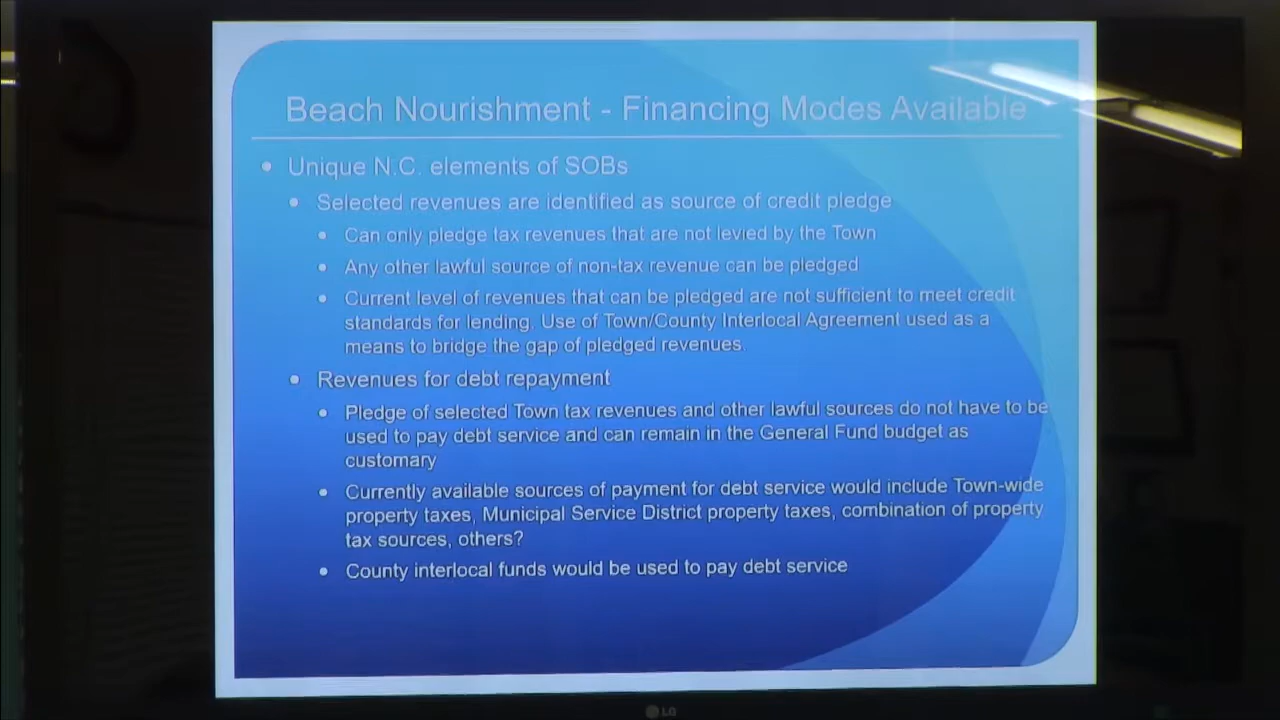 Beach Nourishment - Financing Modes Available
• Unique N.C. elements of SOBs
• Selected revenues are identified as source of credit pledge
• Can only pledge tax revenues that are not levied by the Town
• Any other lawful source of non-tax revenue can be pledged
• Current level of revenues that can be pledged are not sufficient to meet credit
standards for lending. Use of Town/County Interlocal Agreement used as a
means to bridge the gap of pledged revenues.
• Revenues for debt repayment
• Pledge of selected Town tax revenues and other lawful sources do not have to be
used to pay debt service and can remain in the General Fund budget as
customary
• Currently available sources of payment for debt service would include Town-wide
property taxes, Municipal Service District property taxes, combination of property
tax sources, others?
• County interlocal funds would be used to pay debt service
LG